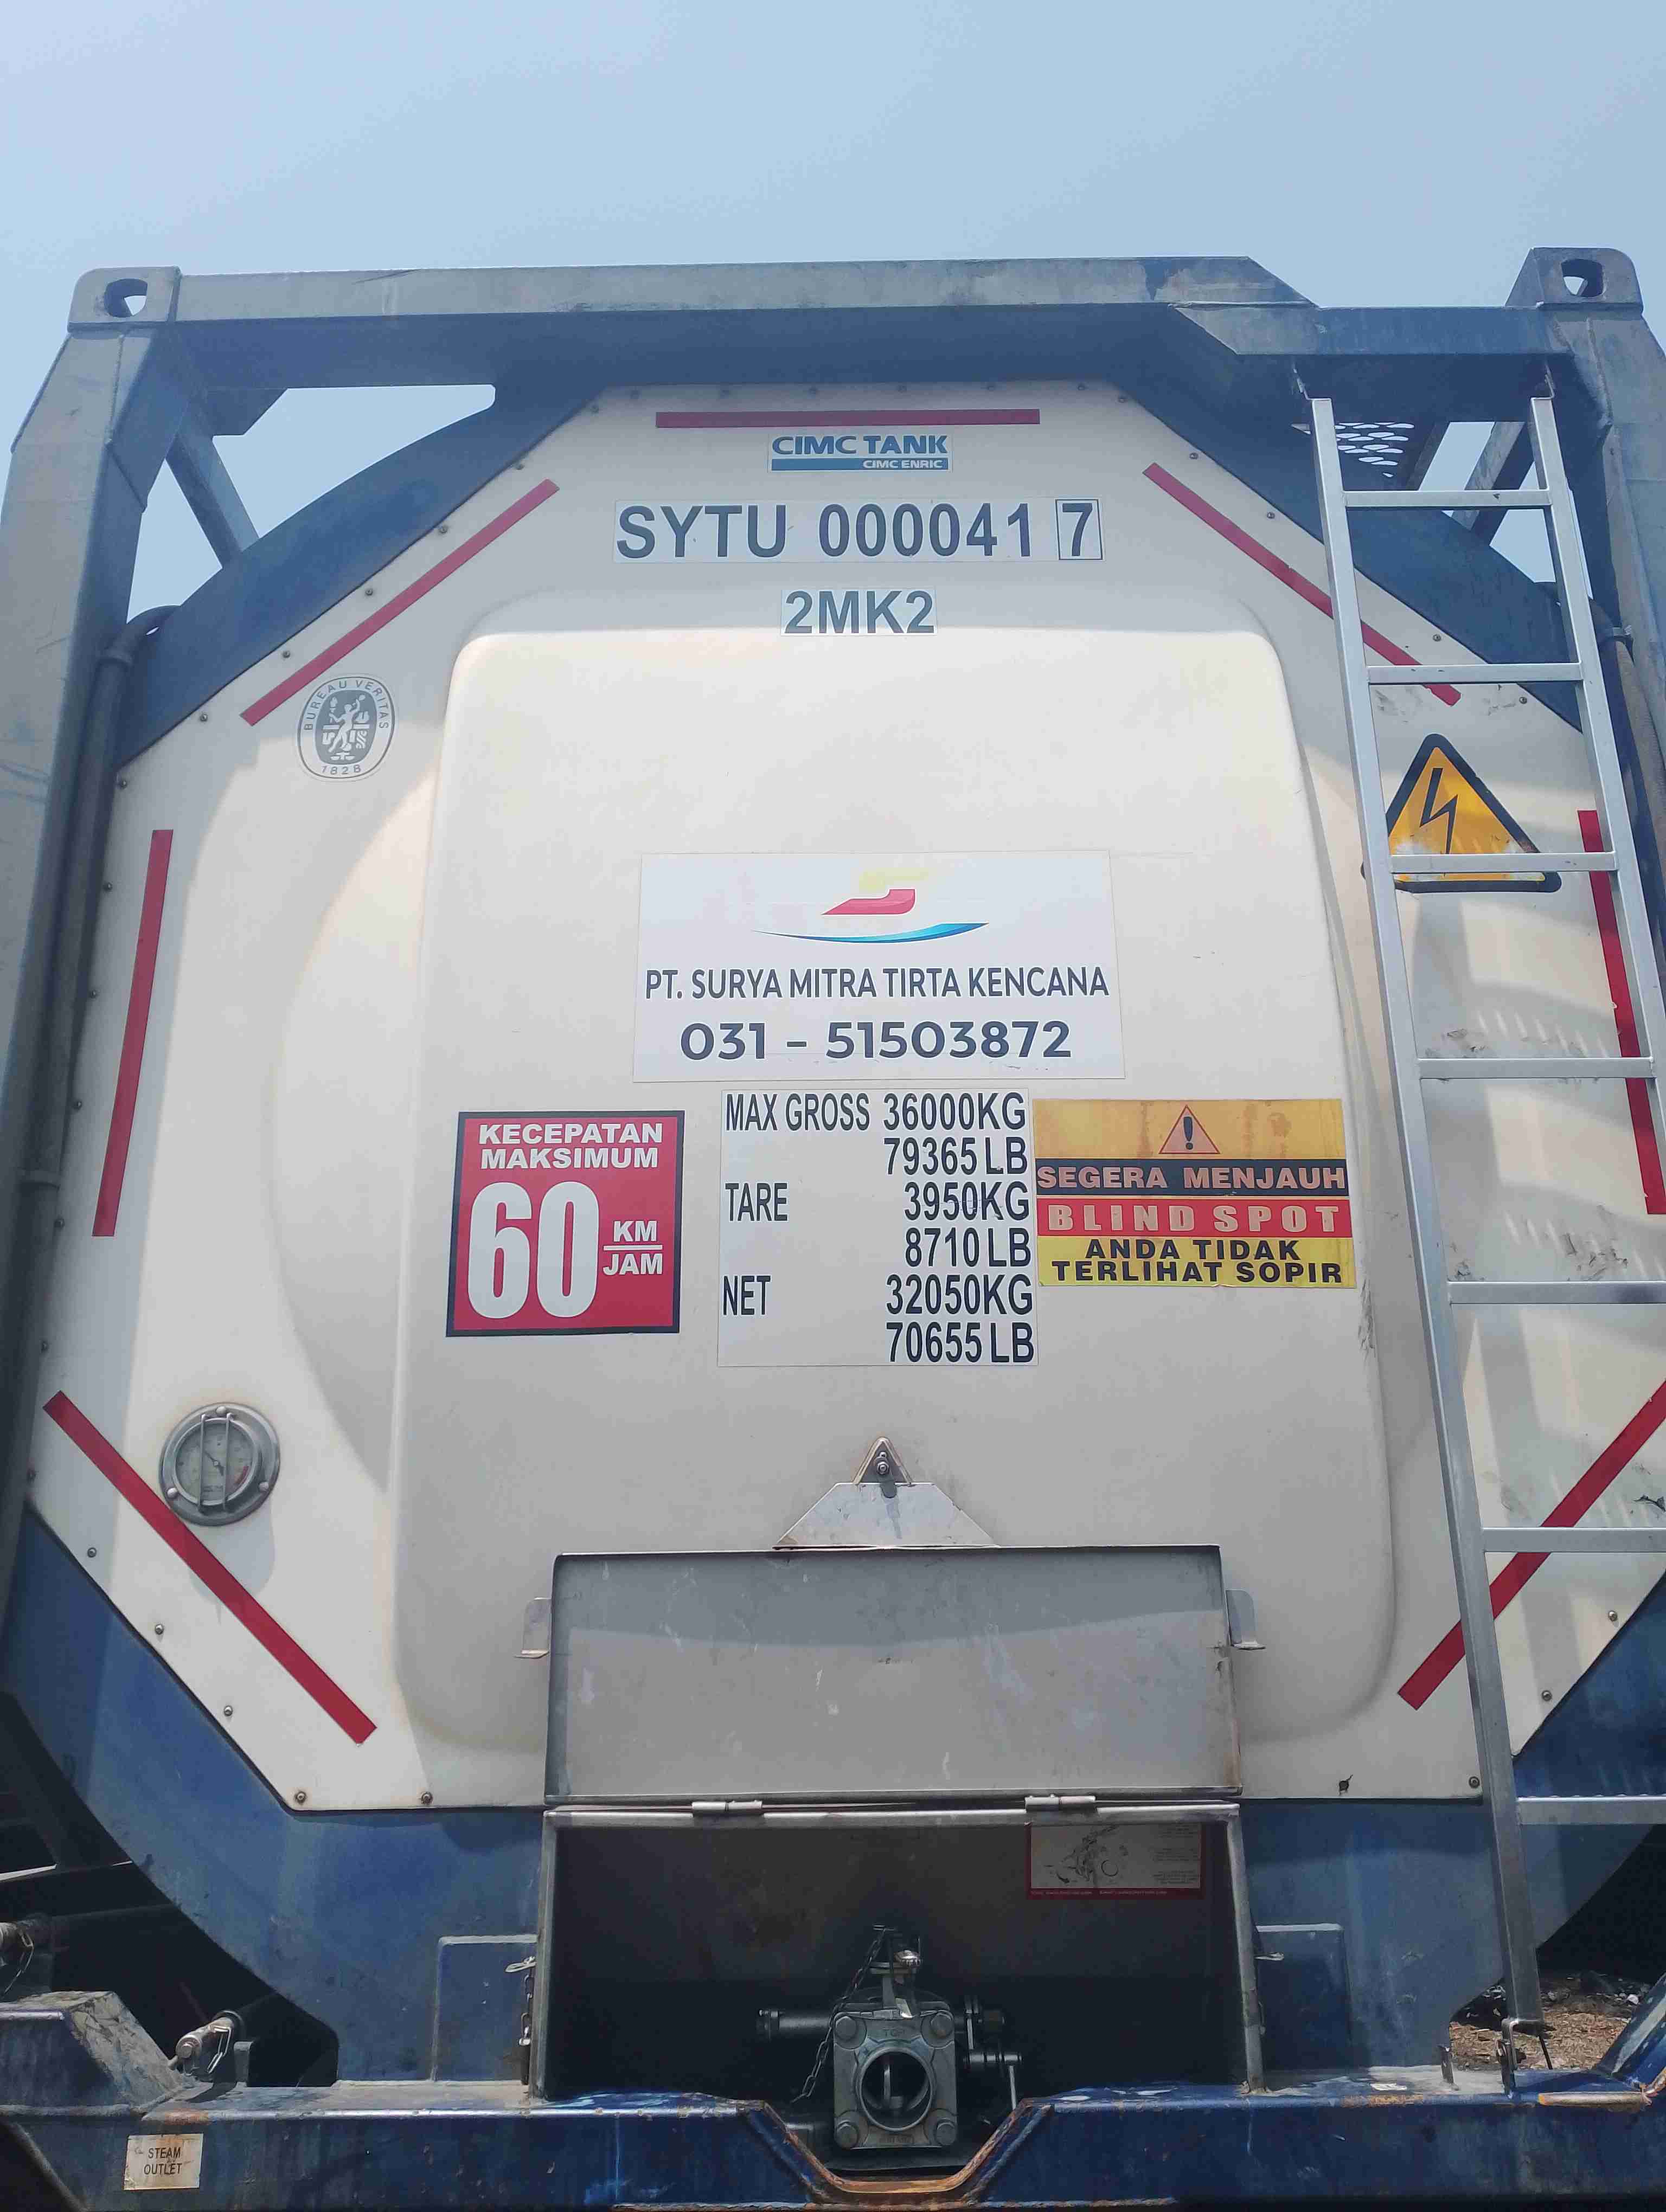 CIMC TANK
CIMC ENRIC
SYTU 000041 7
2MK2
BUREAU VERITAS
1828
PT. SURYA MITRA TIRTA KENCANA
031 - 51503872
KECEPATAN
MAKSIMUM
60 KM
JAM
MAX GROSS 36000KG
79365 LB
TARE 3950KG
8710 LB
NET 32050KG
70655 LB
SEGERA MENJAUH
BLIND SPOT
ANDA TIDAK
TERLIHAT SOPIR
STEAM
OUTLET